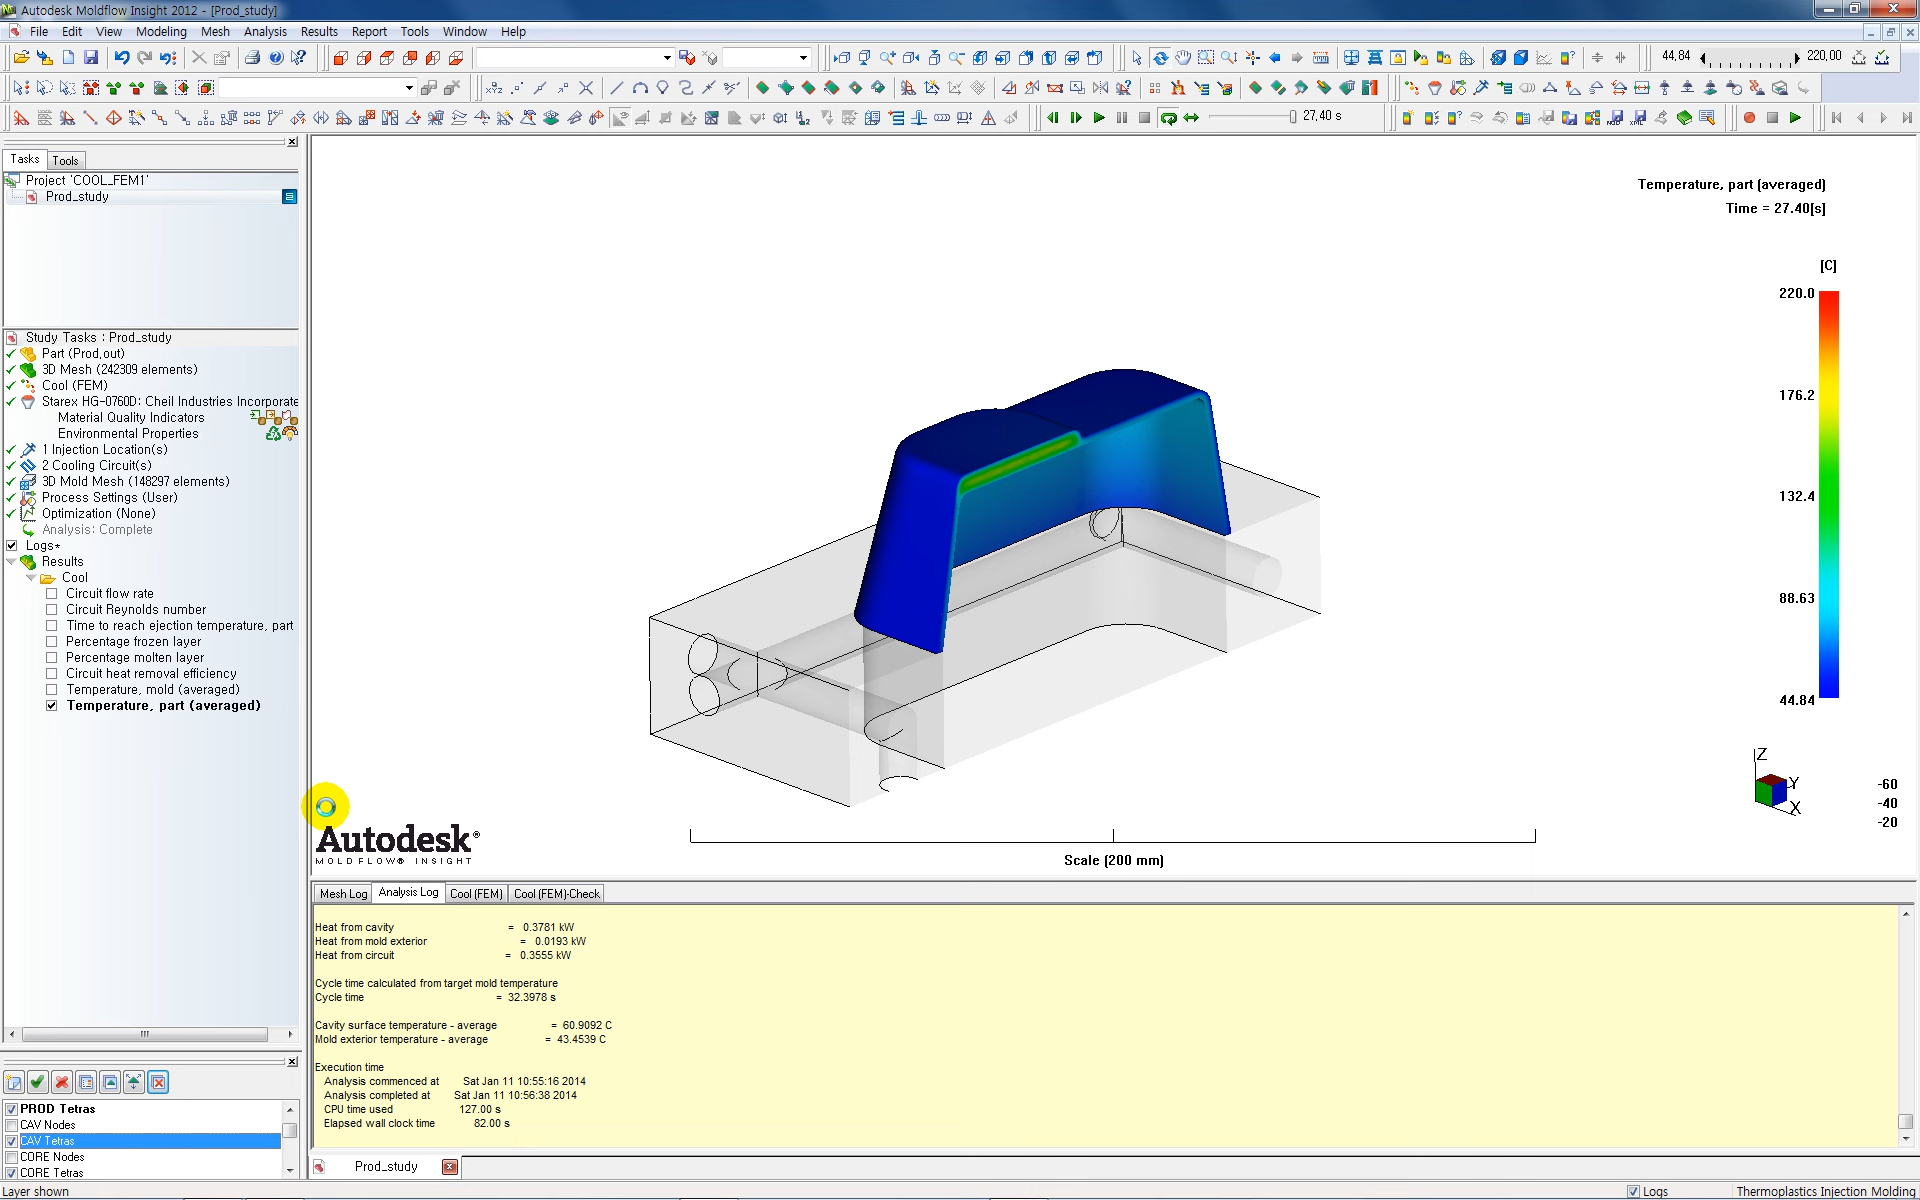 Autodesk Moldflow Insight 2012 - [Prod_study]
File Edit View Modeling Mesh Analysis Results Report Tools Window Help
44,84 220,00
27,40 s
Tasks Tools
Project 'COOL_FEM1'
Prod_study
Study Tasks : Prod_study
Part (Prod,out)
3D Mesh (242309 elements)
Cool (FEM)
Starex HG-0760D: Cheil Industries Incorporate
Material Quality Indicators
Environmental Properties
1 Injection Location(s)
2 Cooling Circuit(s)
3D Mold Mesh (148297 elements)
Process Settings (User)
Optimization (None)
Analysis: Complete
Logs*
Results
Cool
Circuit flow rate
Circuit Reynolds number
Time to reach ejection temperature, part
Percentage frozen layer
Percentage molten layer
Circuit heat removal efficiency
Temperature, mold (averaged)
Temperature, part (averaged)
PROD Tetras
CAV Nodes
CAV Tetras
CORE Nodes
CORE Tetras
Temperature, part (averaged)
Time = 27.40[s]
[C]
220.0
176.2
132.4
88.63
44.84
Z
Y
X
-60
-40
-20
Autodesk®
MOLDFLOW® INSIGHT
Scale (200 mm)
Mesh Log Analysis Log Cool (FEM) Cool (FEM)-Check
Heat from cavity = 0.3781 kW
Heat from mold exterior = 0.0193 kW
Heat from circuit = 0.3555 kW
Cycle time calculated from target mold temperature
Cycle time = 32.3978 s
Cavity surface temperature - average = 60.9092 C
Mold exterior temperature - average = 43.4539 C
Execution time
Analysis commenced at Sat Jan 11 10:55:16 2014
Analysis completed at Sat Jan 11 10:56:38 2014
CPU time used 127.00 s
Elapsed wall clock time 82.00 s
Prod_study
Layer shown Logs Thermoplastics Injection Molding